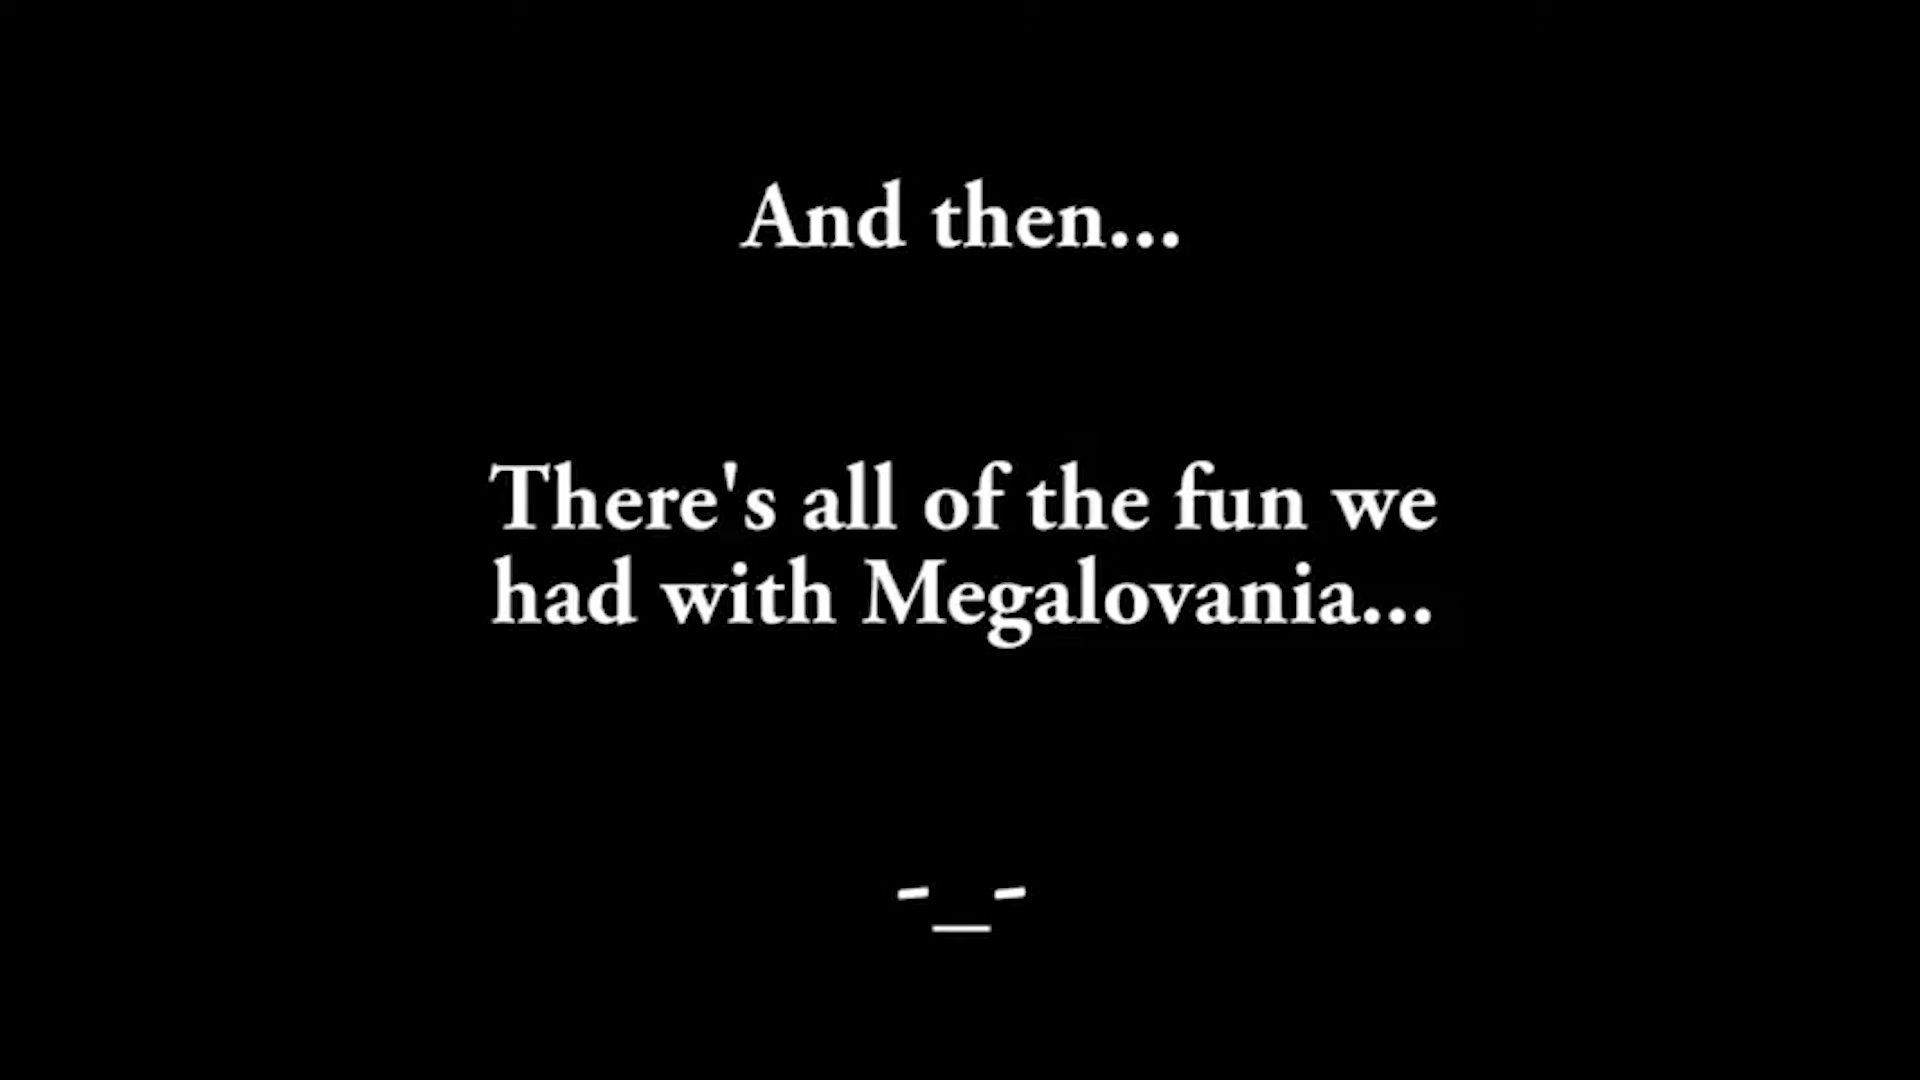 And then...
There's all of the fun we
had with Megalovania...
-_-